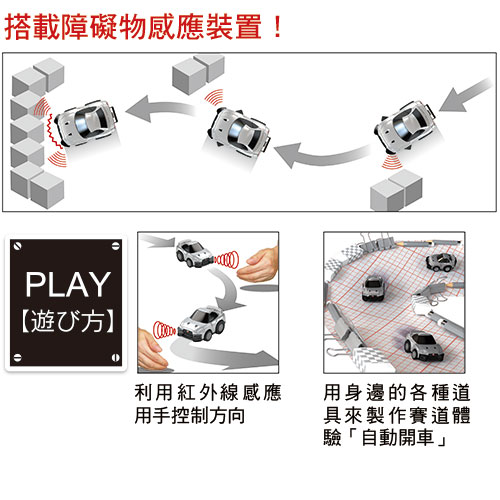 搭載障礙物感應裝置！
PLAY
【遊び方】
利用紅外線感應
用手控制方向
用身邊的各種道
具來製作賽道體
驗「自動開車」